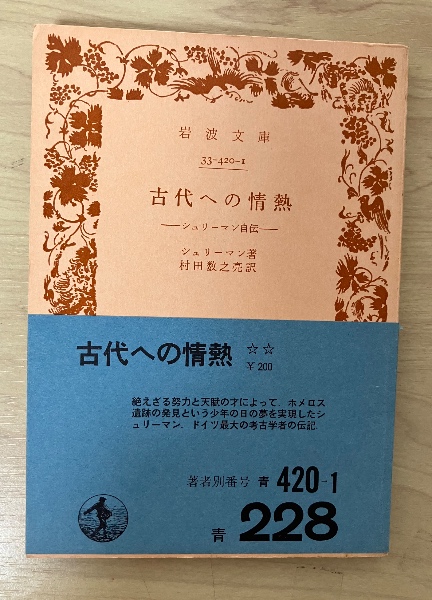 岩波文庫
33-420-1
古代への情熱
―シュリーマン自伝―
シュリーマン著
村田数之亮訳
古代への情熱 ☆☆
￥200
絶えざる努力と天賦の才によって、ホメロス
遺跡の発見という少年の日の夢を実現したシ
ュリーマン。ドイツ最大の考古学者の伝記。
著者別番号 青 420-1
青 228